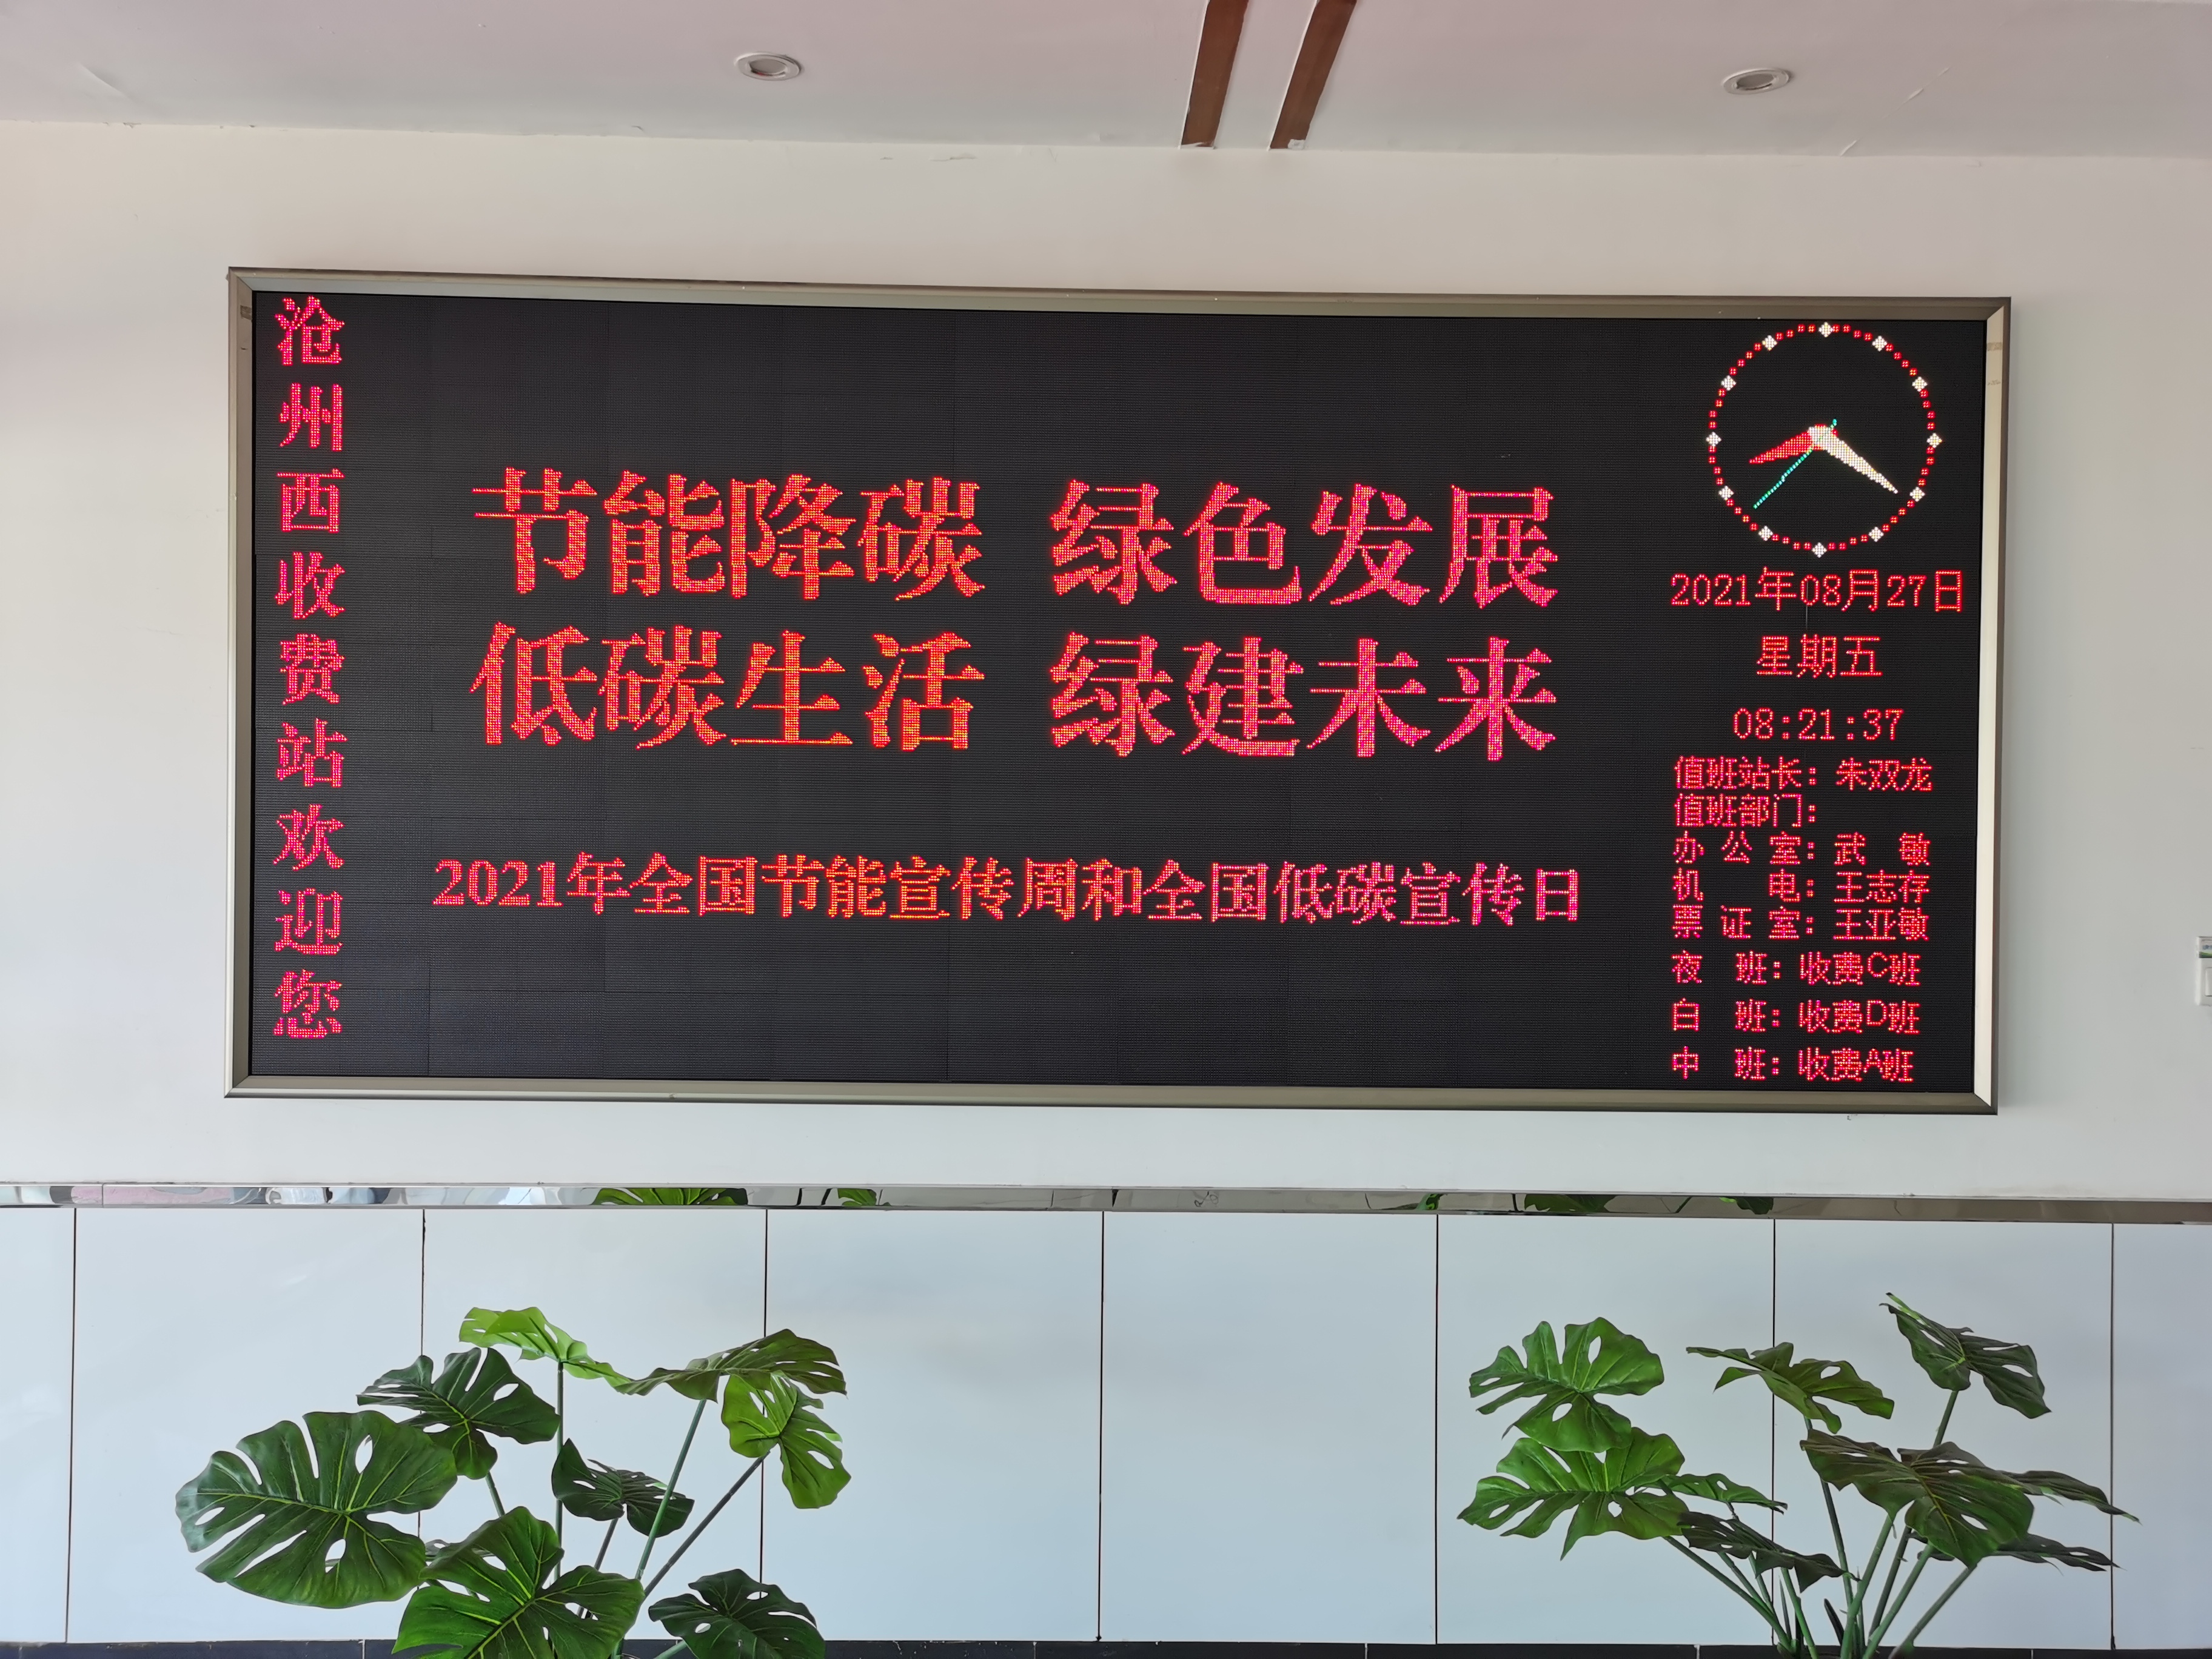 沧州西收费站欢迎您
节能降碳 绿色发展
低碳生活 绿建未来
2021年全国节能宣传周和全国低碳宣传日
2021年08月27日
星期五
08:21:37
值班站长：朱双龙
值班部门：
办公室：武 敏
机 电：王志存
票证室：王亚敏
夜 班：收费C班
白 班：收费D班
中 班：收费A班